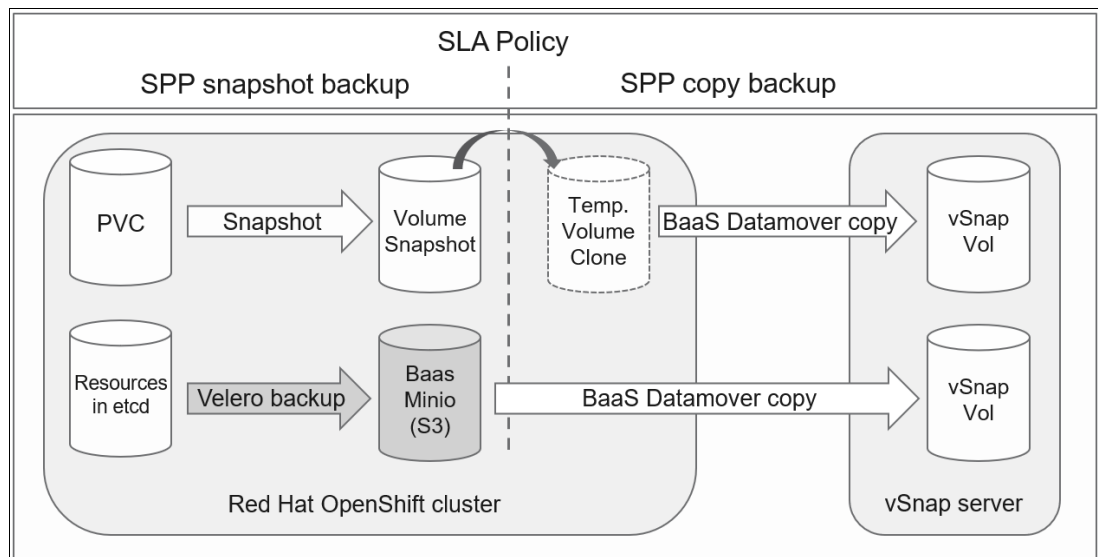 SLA Policy
SPP snapshot backup
SPP copy backup
PVC
Snapshot
Volume
Snapshot
Temp.
Volume
Clone
BaaS Datamover copy
vSnap
Vol
Resources
in etcd
Velero backup
Baas
Minio
(S3)
BaaS Datamover copy
vSnap
Vol
Red Hat OpenShift cluster
vSnap server